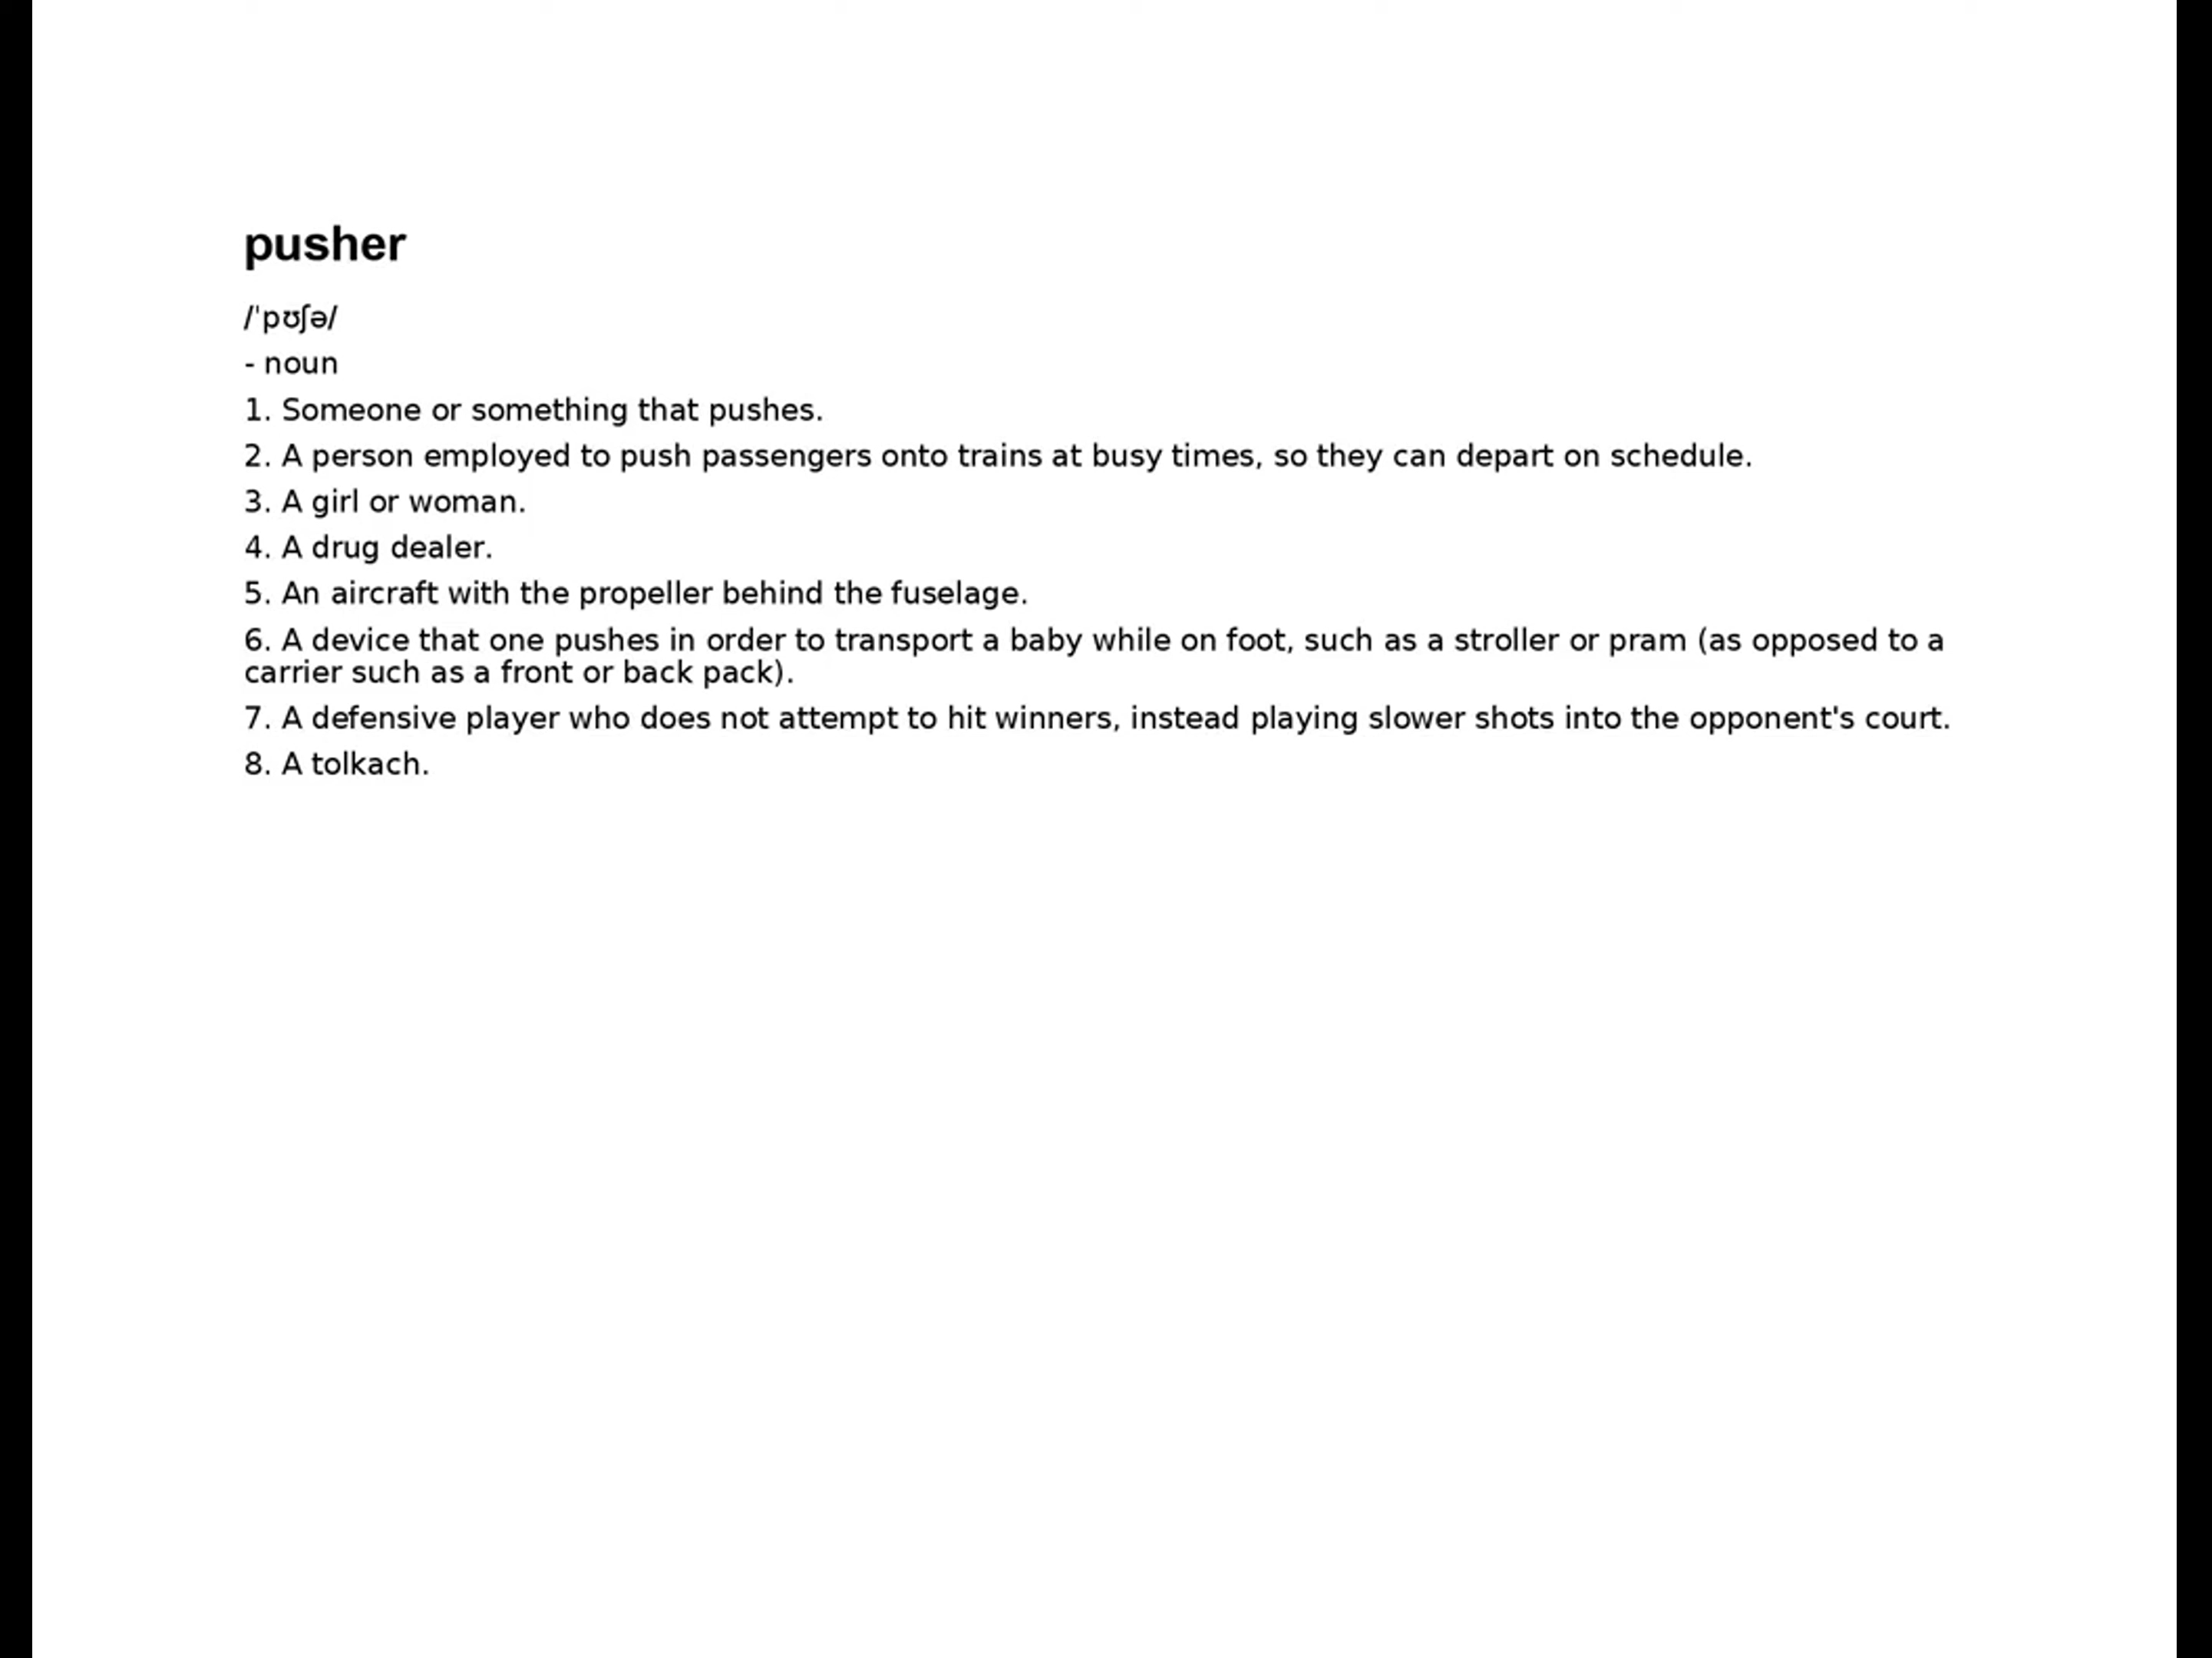 pusher
/ˈpʊʃə/
- noun
1. Someone or something that pushes.
2. A person employed to push passengers onto trains at busy times, so they can depart on schedule.
3. A girl or woman.
4. A drug dealer.
5. An aircraft with the propeller behind the fuselage.
6. A device that one pushes in order to transport a baby while on foot, such as a stroller or pram (as opposed to a
carrier such as a front or back pack).
7. A defensive player who does not attempt to hit winners, instead playing slower shots into the opponent's court.
8. A tolkach.